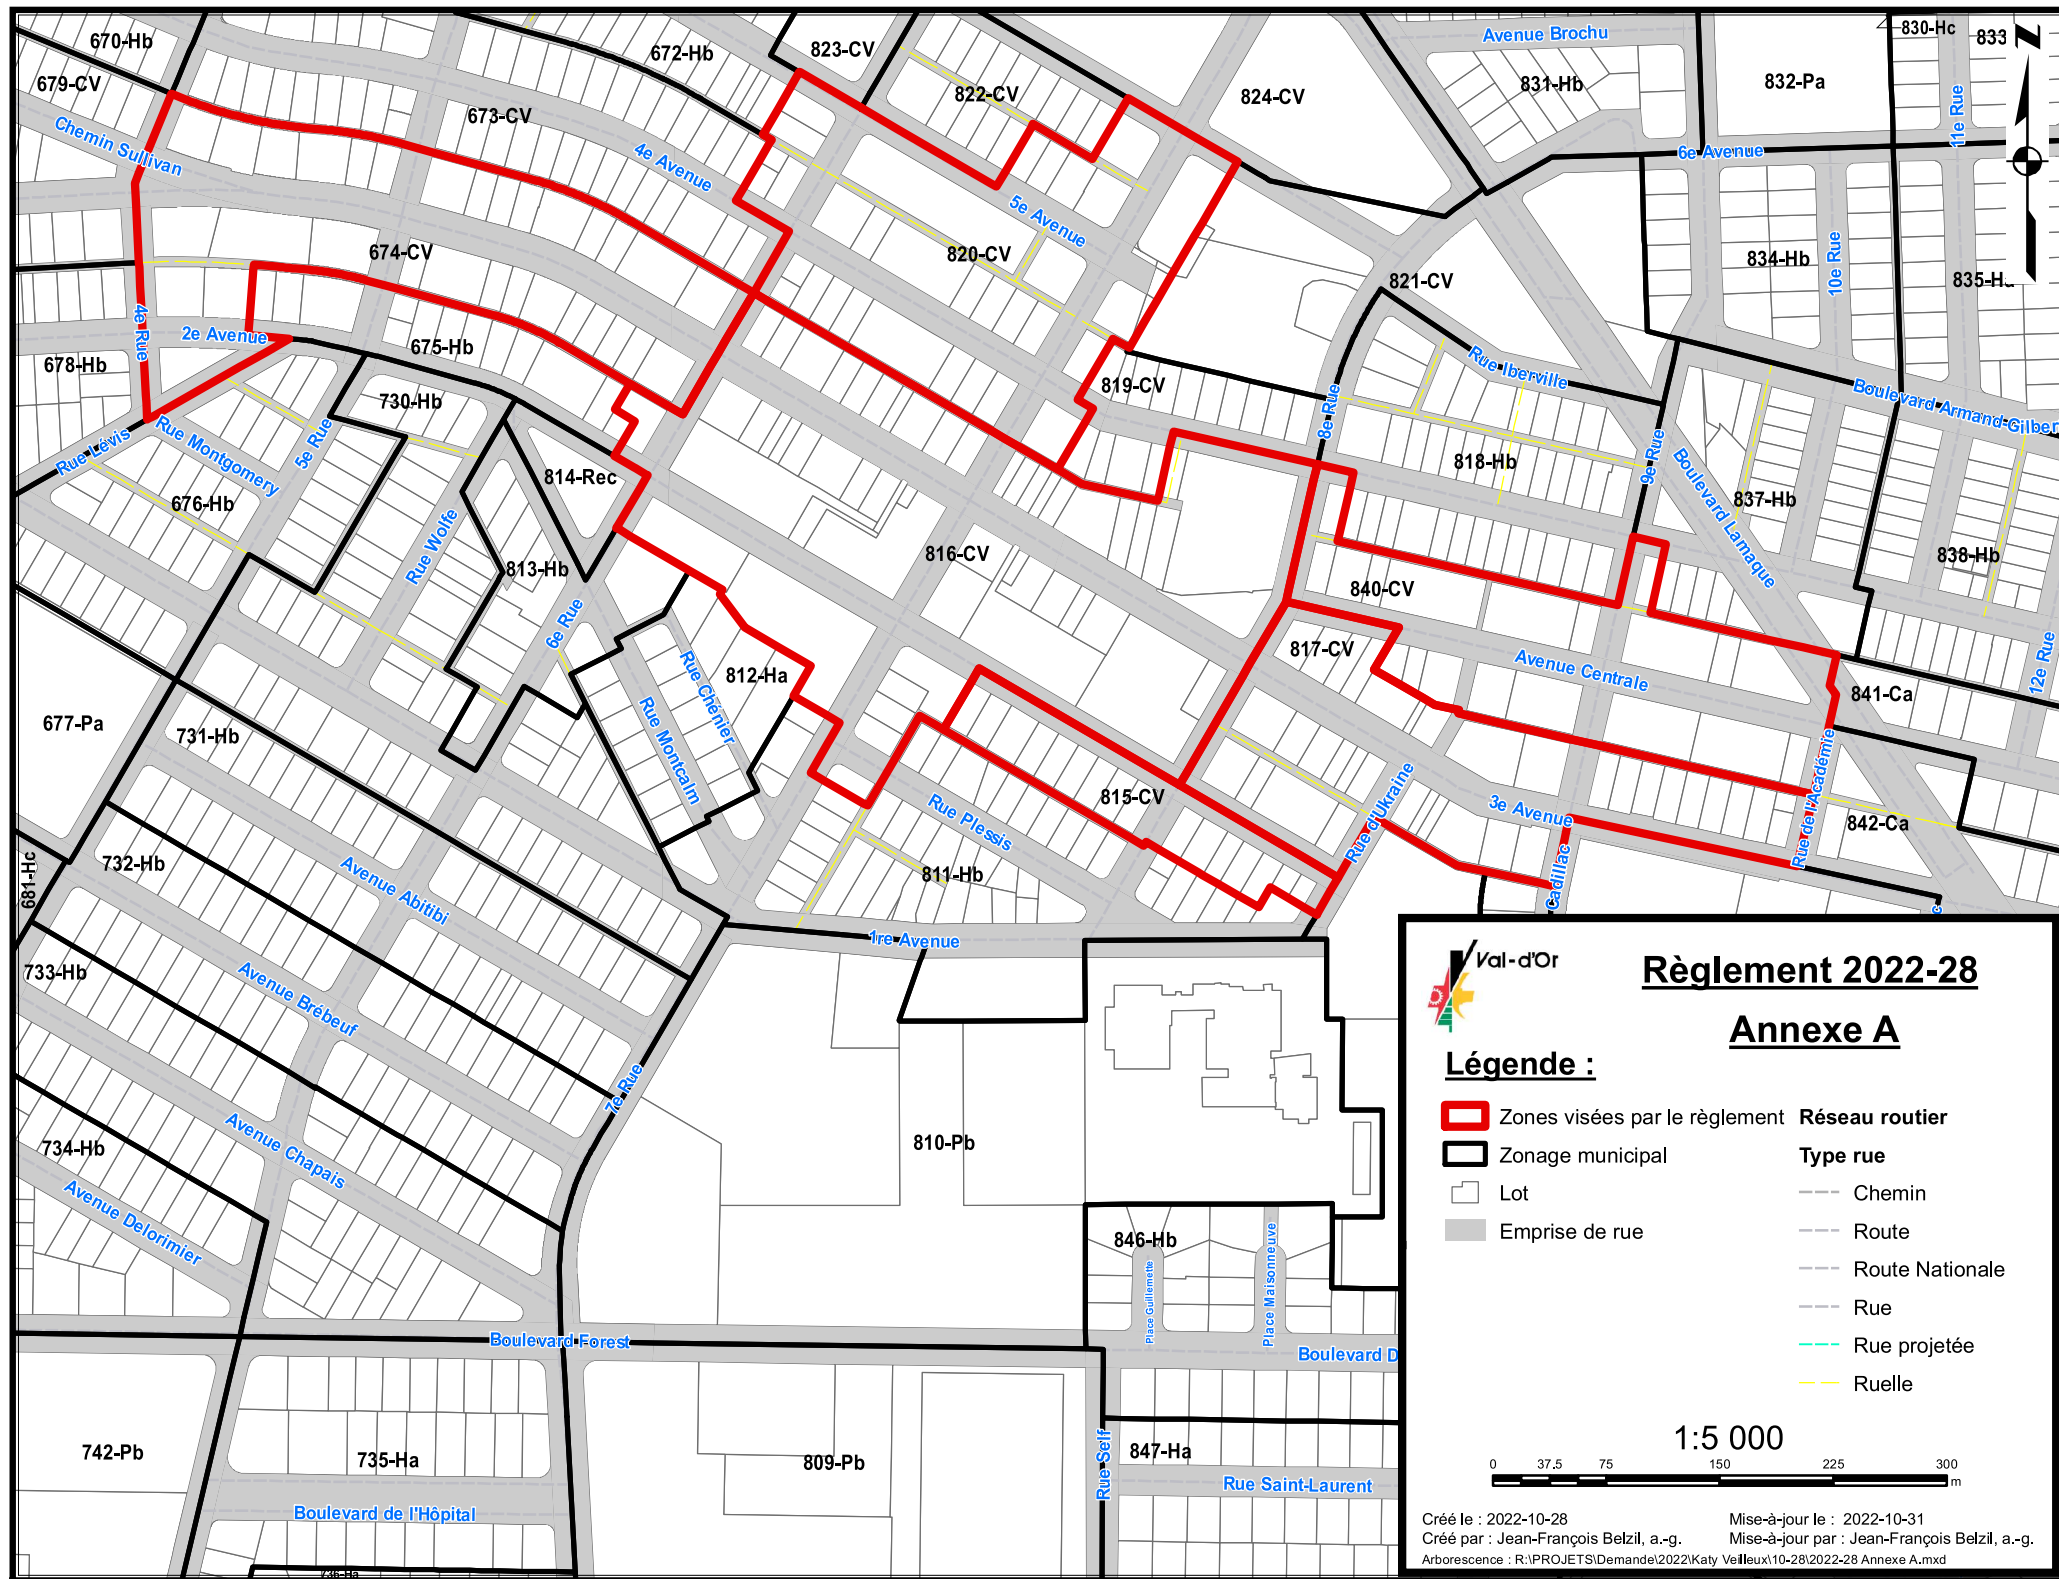 670-Hb
679-CV
Chemin Sullivan
672-Hb
673-CV
823-CV
822-CV
824-CV
Avenue Brochu
831-Hb
832-Pa
830-Hc
833
11e Rue
6e Avenue
4e Avenue
5e Avenue
820-CV
674-CV
821-CV
834-Hb
10e Rue
4e Rue
2e Avenue
675-Hb
678-Hb
819-CV
Rue Iberville
8e Rue
Boulevard Armand-Gilber
730-Hb
Rue Lévis
Rue Montgomery
5e Rue
676-Hb
814-Rec
818-Hb
9e Rue
Boulevard Lamaque
837-Hb
838-Hb
Rue Wolfe
813-Hb
6e Rue
816-CV
840-CV
817-CV
Avenue Centrale
841-Ca
12e Rue
677-Pa
731-Hb
812-Ha
Rue Chénier
Rue Montcalm
Rue Plessis
815-CV
Rue d'Ukraine
3e Avenue
Cadillac
Rue de l'Académie
842-Ca
681-Hc
732-Hb
Avenue Abitibi
811-Hb
1re Avenue
733-Hb
Avenue Brébeuf
7e Rue
734-Hb
Avenue Chapais
Avenue Delorimier
810-Pb
846-Hb
Place Guillemette
Place Maisonneuve
Boulevard Forest
Boulevard D
742-Pb
735-Ha
809-Pb
847-Ha
Rue Self
Rue Saint-Laurent
Boulevard de l'Hôpital
736-Ha
Val-d'Or
Règlement 2022-28
Annexe A
Légende :
Zones visées par le règlement
Zonage municipal
Lot
Emprise de rue
Réseau routier
Type rue
Chemin
Route
Route Nationale
Rue
Rue projetée
Ruelle
1:5 000
0 37.5 75 150 225 300
m
Créé le : 2022-10-28 Mise-à-jour le : 2022-10-31
Créé par : Jean-François Belzil, a.-g. Mise-à-jour par : Jean-François Belzil, a.-g.
Arborescence : R:\PROJETS\Demande\2022\Katy Veilleux\10-28\2022-28 Annexe A.mxd